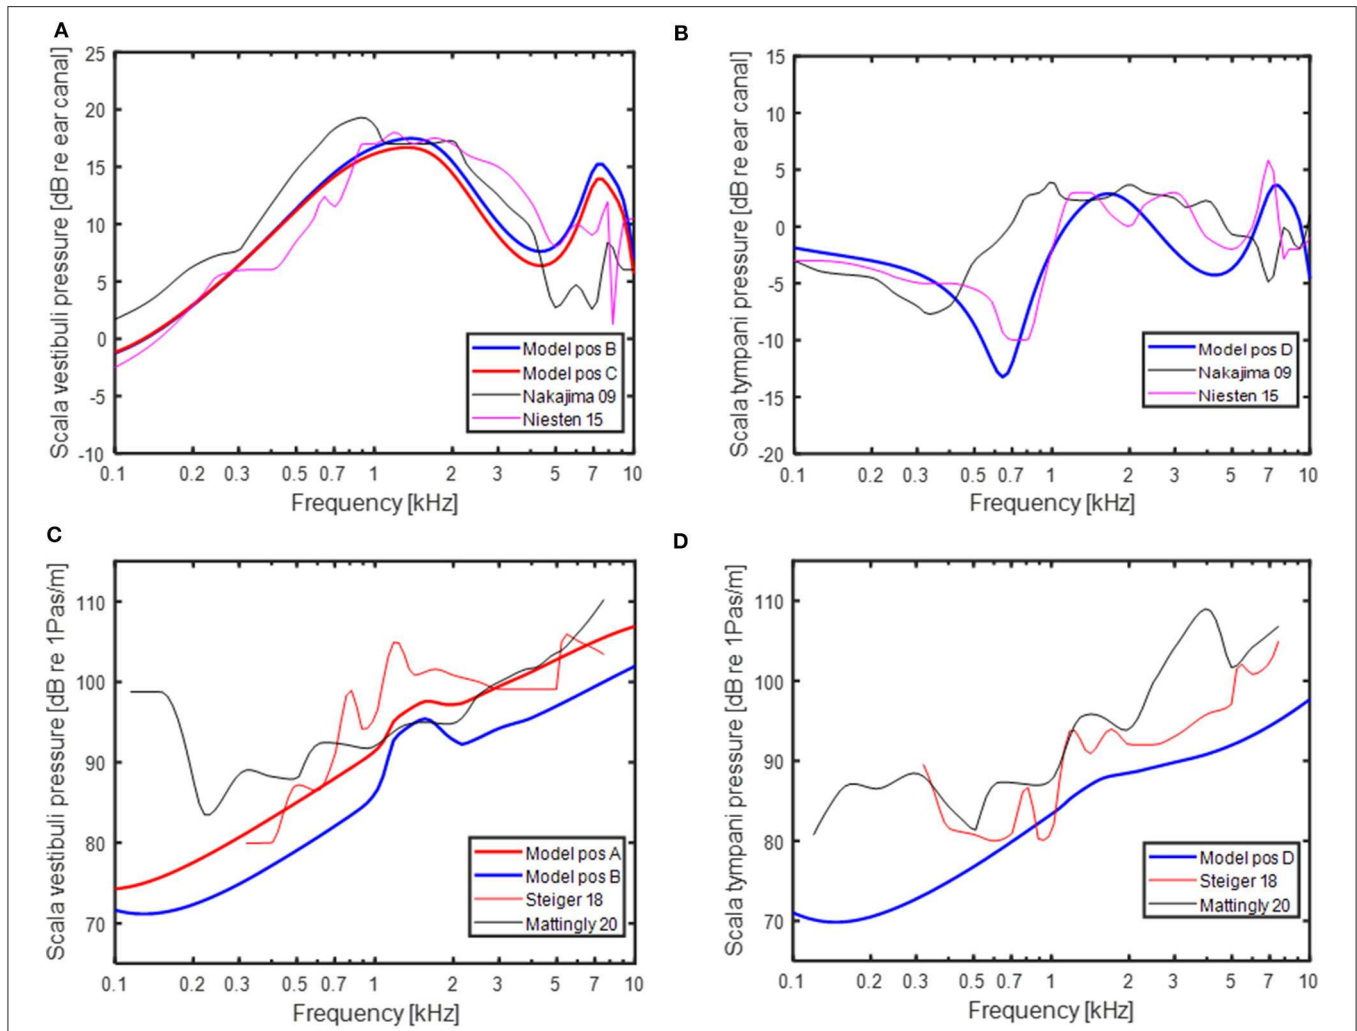 A
Scala vestibuli pressure [dB re ear canal]
25
20
15
10
5
0
-5
-10
0.1 0.2 0.3 0.5 0.7 1 2 3 5 7 10
Frequency [kHz]
Model pos B
Model pos C
Nakajima 09
Niesten 15
B
Scala tympani pressure [dB re ear canal]
15
10
5
0
-5
-10
-15
-20
0.1 0.2 0.3 0.5 0.7 1 2 3 5 7 10
Frequency [kHz]
Model pos D
Nakajima 09
Niesten 15
C
Scala vestibuli pressure [dB re 1Pas/m]
110
100
90
80
70
0.1 0.2 0.3 0.5 0.7 1 2 3 5 7 10
Frequency [kHz]
Model pos A
Model pos B
Steiger 18
Mattingly 20
D
Scala tympani pressure [dB re 1Pas/m]
110
100
90
80
70
0.1 0.2 0.3 0.5 0.7 1 2 3 5 7 10
Frequency [kHz]
Model pos D
Steiger 18
Mattingly 20